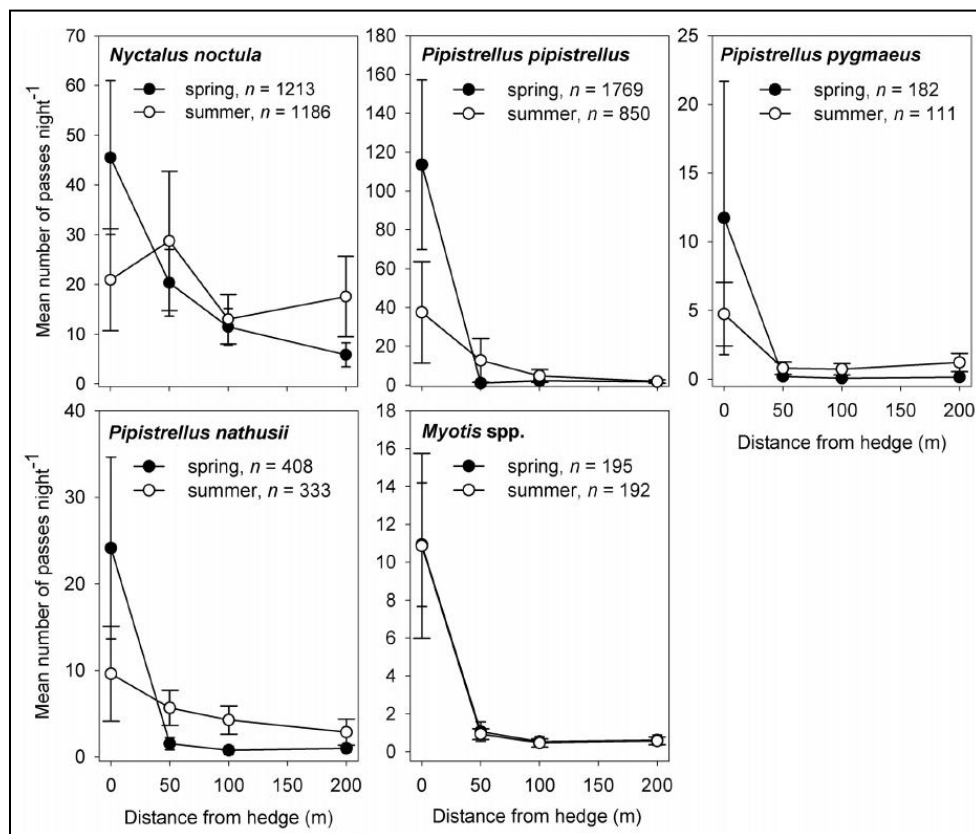 Nyctalus noctula
spring, n = 1213
summer, n = 1186
Mean number of passes night⁻¹
70
60
50
40
30
20
10
0
Pipistrellus pipistrellus
spring, n = 1769
summer, n = 850
180
160
140
120
100
80
60
40
20
0
Pipistrellus pygmaeus
spring, n = 182
summer, n = 111
25
20
15
10
5
0
0 50 100 150 200
Distance from hedge (m)
Pipistrellus nathusii
spring, n = 408
summer, n = 333
Mean number of passes night⁻¹
40
30
20
10
0
0 50 100 150 200
Distance from hedge (m)
Myotis spp.
spring, n = 195
summer, n = 192
18
16
14
12
10
8
6
4
2
0
0 50 100 150 200
Distance from hedge (m)